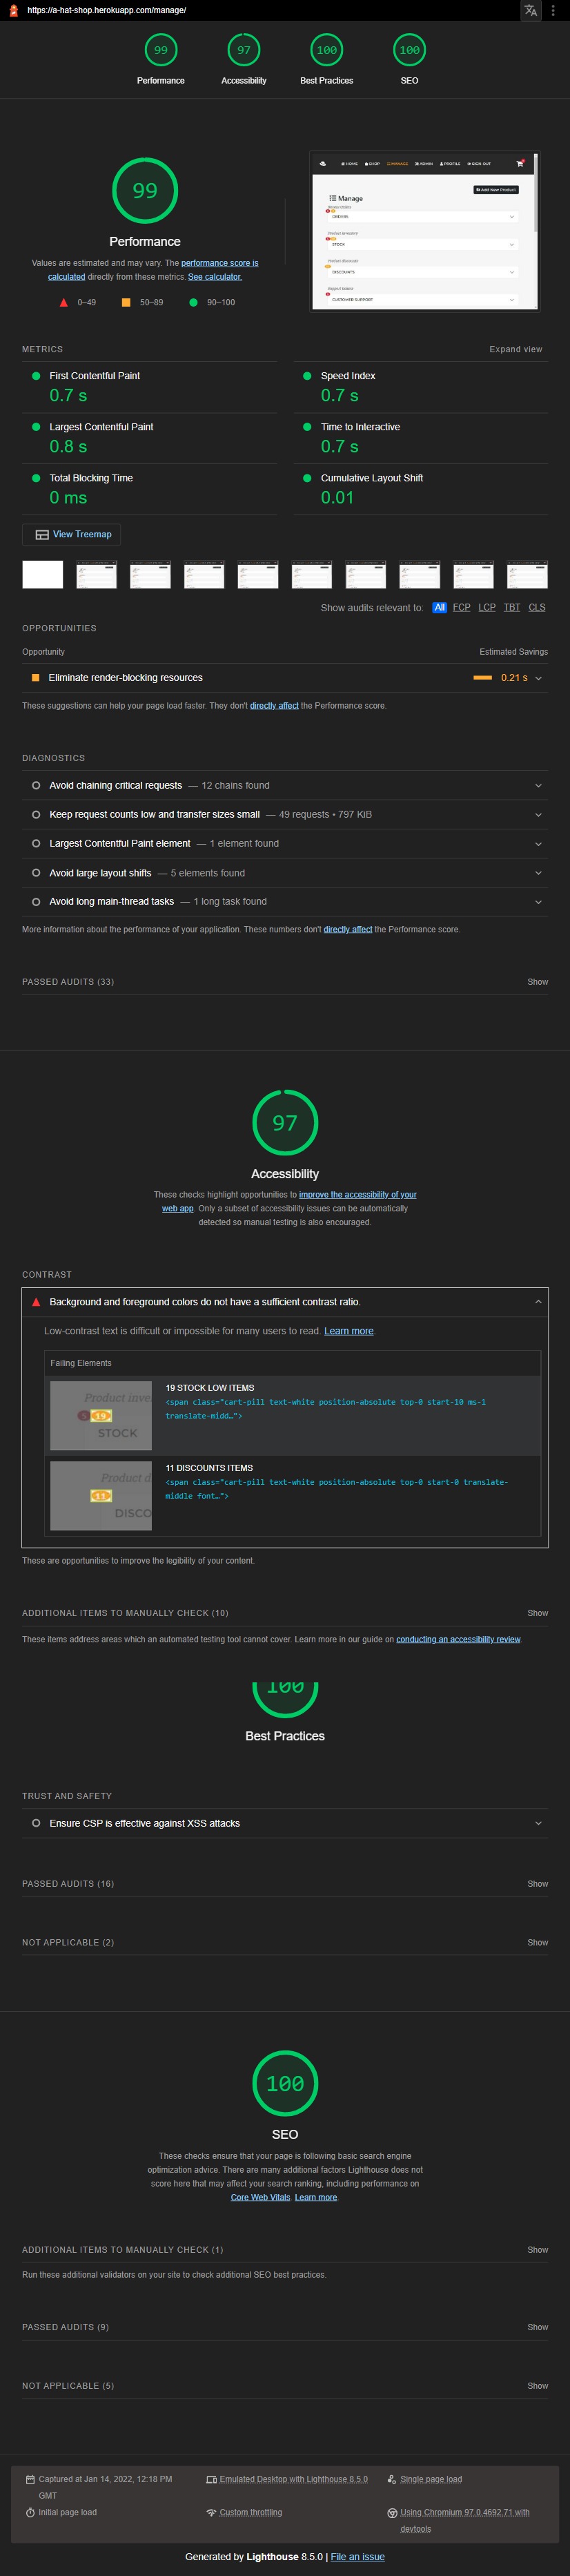 https://a-hat-shop.herokuapp.com/manage/
99
97
100
100
Performance
Accessibility
Best Practices
SEO
99
Performance
Values are estimated and may vary. The performance score is
calculated directly from these metrics. See calculator.
0–49
50–89
90–100
HOME
SHOP
MANAGE
ADMIN
PROFILE
SIGN OUT
Add New Product
Manage
ORDERS
STOCK
Product discounts
DISCOUNTS
CUSTOMER SUPPORT
METRICS
Expand view
First Contentful Paint
0.7 s
Speed Index
0.7 s
Largest Contentful Paint
0.8 s
Time to Interactive
0.7 s
Total Blocking Time
0 ms
Cumulative Layout Shift
0.01
View Treemap
Show audits relevant to: All FCP LCP TBT CLS
OPPORTUNITIES
Opportunity
Estimated Savings
Eliminate render-blocking resources
0.21 s
These suggestions can help your page load faster. They don't directly affect the Performance score.
DIAGNOSTICS
Avoid chaining critical requests — 12 chains found
Keep request counts low and transfer sizes small — 49 requests • 797 KiB
Largest Contentful Paint element — 1 element found
Avoid large layout shifts — 5 elements found
Avoid long main-thread tasks — 1 long task found
More information about the performance of your application. These numbers don't directly affect the Performance score.
PASSED AUDITS (33)
Show
97
Accessibility
These checks highlight opportunities to improve the accessibility of your
web app. Only a subset of accessibility issues can be automatically
detected so manual testing is also encouraged.
CONTRAST
Background and foreground colors do not have a sufficient contrast ratio.
Low-contrast text is difficult or impossible for many users to read. Learn more.
Failing Elements
Product inve
5 19
STOCK
19 STOCK LOW ITEMS
<span class="cart-pill text-white position-absolute top-0 start-10 ms-1
translate-midd…">
Product d
11
DISCO
11 DISCOUNTS ITEMS
<span class="cart-pill text-white position-absolute top-0 start-0 translate-
middle font…">
These are opportunities to improve the legibility of your content.
ADDITIONAL ITEMS TO MANUALLY CHECK (10)
Show
These items address areas which an automated testing tool cannot cover. Learn more in our guide on conducting an accessibility review.
100
Best Practices
TRUST AND SAFETY
Ensure CSP is effective against XSS attacks
PASSED AUDITS (16)
Show
NOT APPLICABLE (2)
Show
100
SEO
These checks ensure that your page is following basic search engine
optimization advice. There are many additional factors Lighthouse does not
score here that may affect your search ranking, including performance on
Core Web Vitals. Learn more.
ADDITIONAL ITEMS TO MANUALLY CHECK (1)
Show
Run these additional validators on your site to check additional SEO best practices.
PASSED AUDITS (9)
Show
NOT APPLICABLE (5)
Show
Captured at Jan 14, 2022, 12:18 PM
GMT
Emulated Desktop with Lighthouse 8.5.0
Single page load
Initial page load
Custom throttling
Using Chromium 97.0.4692.71 with
devtools
Generated by Lighthouse 8.5.0 | File an issue